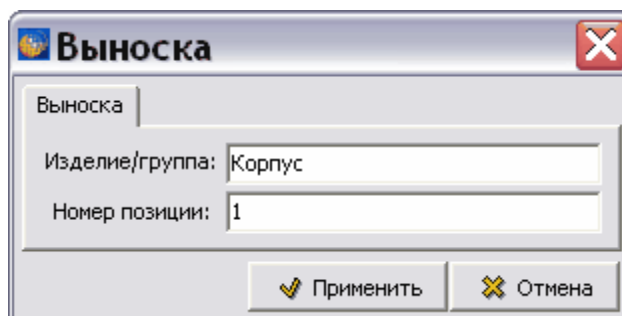 Выноска
Выноска
Изделие/группа: Корпус
Номер позиции: 1
Применить Отмена